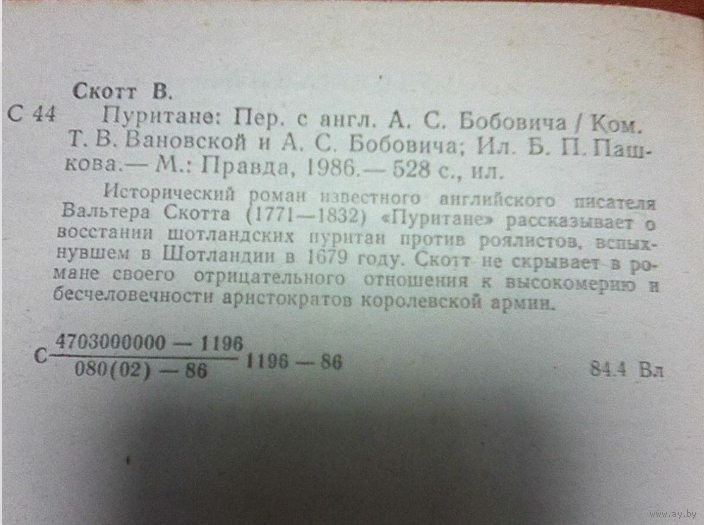 Скотт В.
С 44 Пуритане: Пер. с англ. А. С. Бобовича / Ком.
Т. В. Вановской и А. С. Бобовича; Ил. Б. П. Паш-
кова.— М.: Правда, 1986.— 528 с., ил.
Исторический роман известного английского писателя
Вальтера Скотта (1771—1832) «Пуритане» рассказывает о
восстании шотландских пуритан против роялистов, вспых-
нувшем в Шотландии в 1679 году. Скотт не скрывает в ро-
мане своего отрицательного отношения к высокомерию и
бесчеловечности аристократов королевской армии.
С 4703000000 — 1196
080(02) — 86 1196 — 86
84.4 Вл
www.ay.by